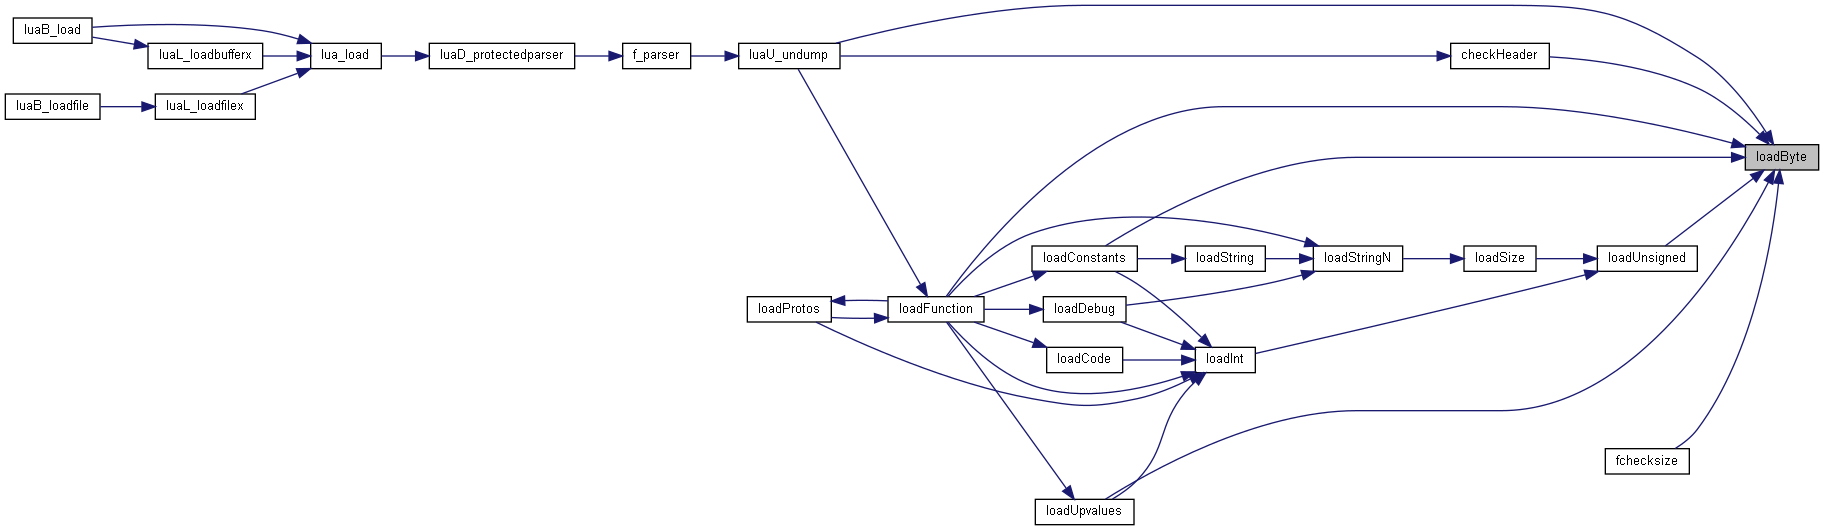 luaB_load
luaL_loadbufferx
lua_load
luaD_protectedparser
f_parser
luaU_undump
checkHeader
luaB_loadfile
luaL_loadfilex
loadByte
loadConstants
loadString
loadStringN
loadSize
loadUnsigned
loadProtos
loadFunction
loadDebug
loadCode
loadInt
fchecksize
loadUpvalues